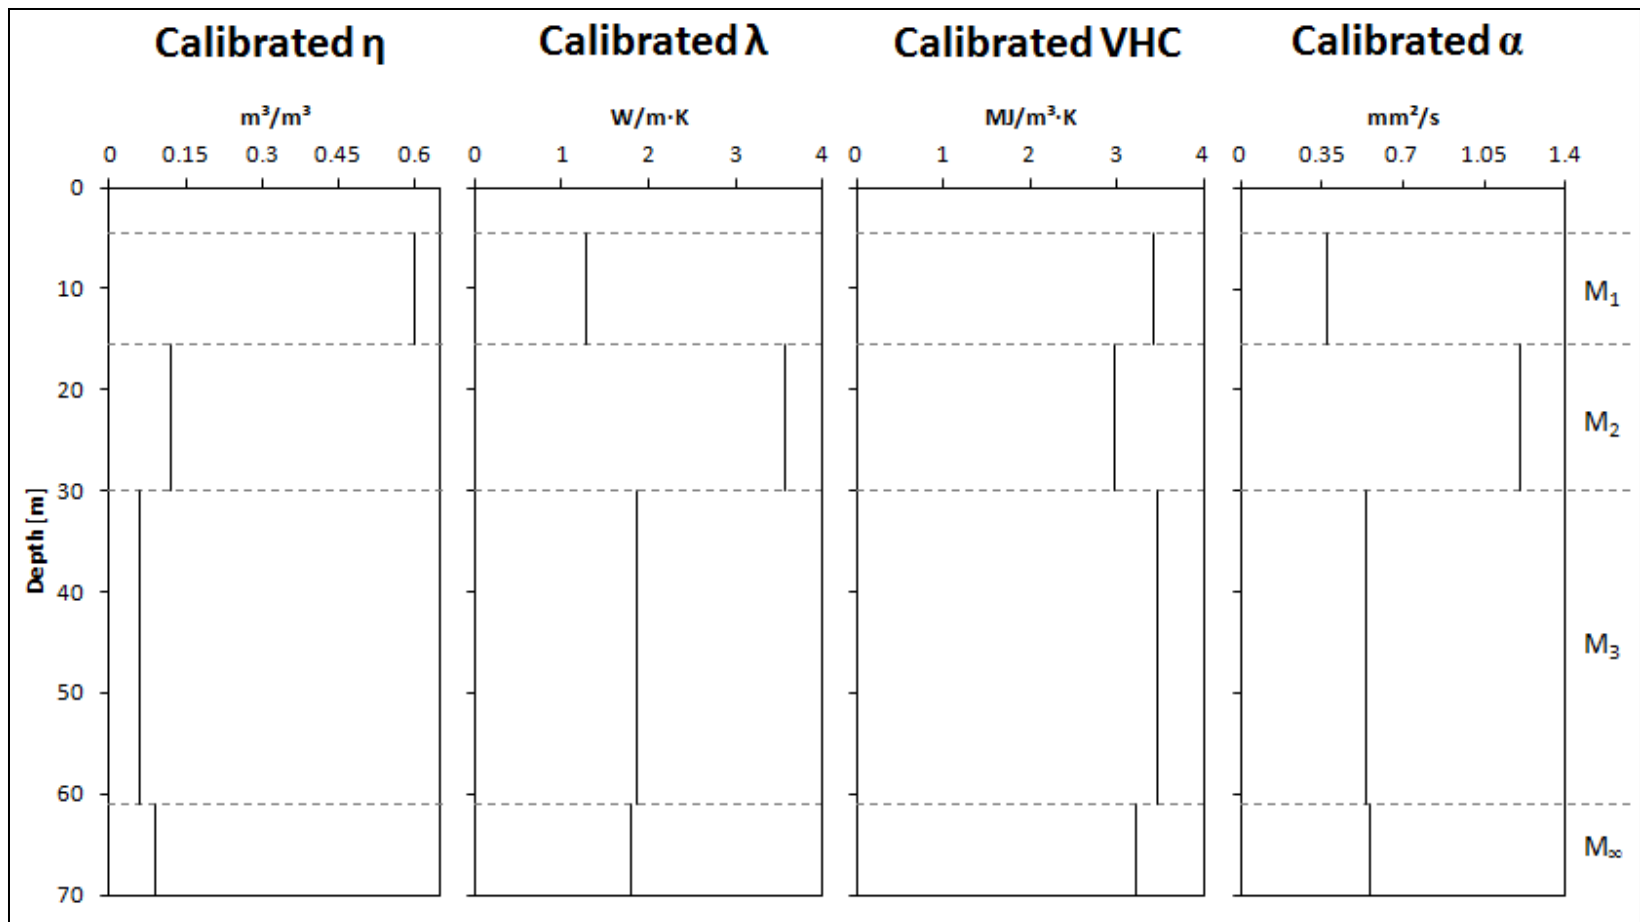 Calibrated η Calibrated λ Calibrated VHC Calibrated α
m³/m³ W/m·K MJ/m³·K mm²/s
0 0.15 0.3 0.45 0.6 0 1 2 3 4 0 1 2 3 4 0 0.35 0.7 1.05 1.4
0
10
M₁
20
M₂
30
Depth [m]
40
M₃
50
60
M∞
70